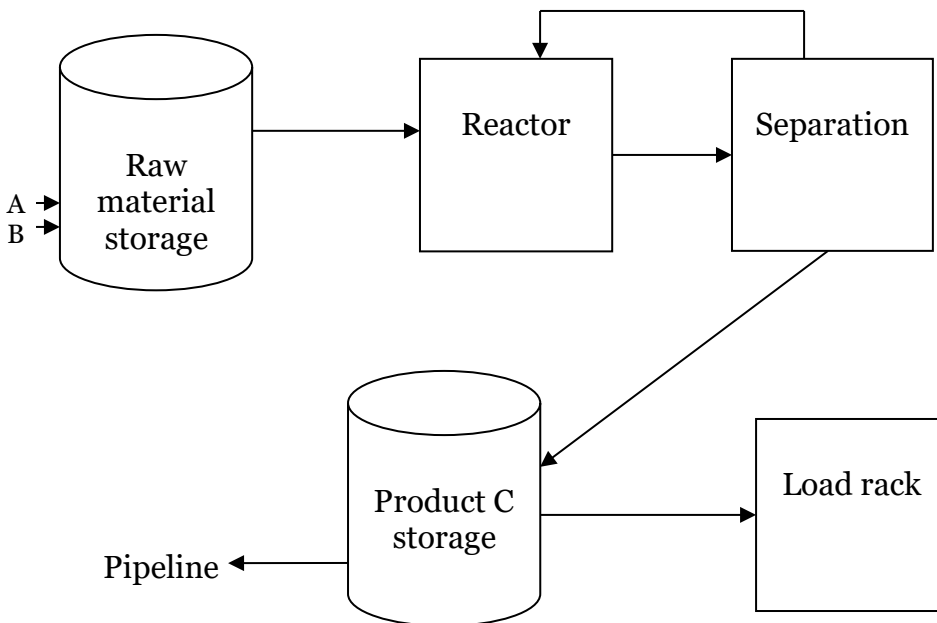 Reactor
Separation
Raw
material
storage
A
B
Product C
storage
Load rack
Pipeline